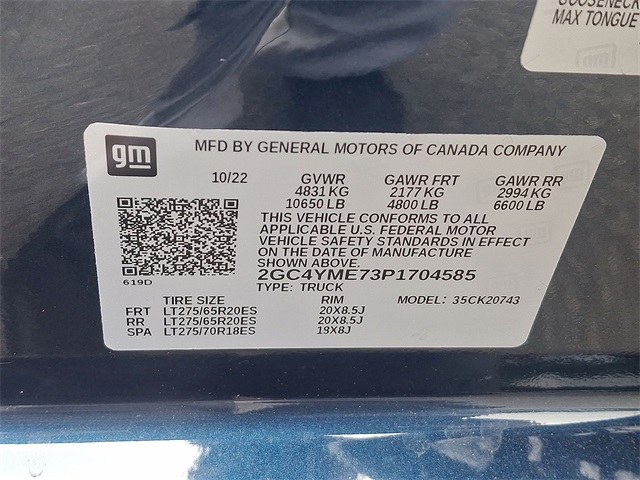 GOOSENECK
MAX TONGUE
gm
MFD BY GENERAL MOTORS OF CANADA COMPANY
10/22 GVWR GAWR FRT GAWR RR
4831 KG 2177 KG 2994 KG
10650 LB 4800 LB 6600 LB
THIS VEHICLE CONFORMS TO ALL
APPLICABLE U.S. FEDERAL MOTOR
VEHICLE SAFETY STANDARDS IN EFFECT
ON THE DATE OF MANUFACTURE
SHOWN ABOVE.
2GC4YME73P1704585
619D
TYPE: TRUCK
TIRE SIZE RIM MODEL: 35CK20743
FRT LT275/65R20ES 20X8.5J
RR LT275/65R20ES 20X8.5J
SPA LT275/70R18ES 18X8J